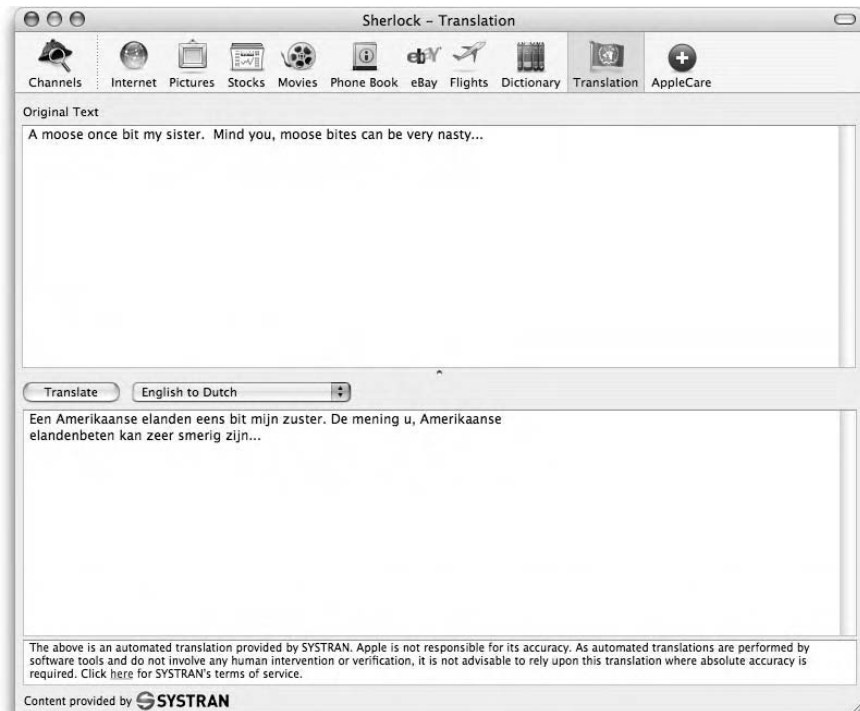 Sherlock – Translation
Channels Internet Pictures Stocks Movies Phone Book eBay Flights Dictionary Translation AppleCare
Original Text
A moose once bit my sister.  Mind you, moose bites can be very nasty...
Translate English to Dutch
Een Amerikaanse elanden eens bit mijn zuster. De mening u, Amerikaanse
elandenbeten kan zeer smerig zijn...
The above is an automated translation provided by SYSTRAN. Apple is not responsible for its accuracy. As automated translations are performed by
software tools and do not involve any human intervention or verification, it is not advisable to rely upon this translation where absolute accuracy is
required. Click here for SYSTRAN's terms of service.
Content provided by SYSTRAN